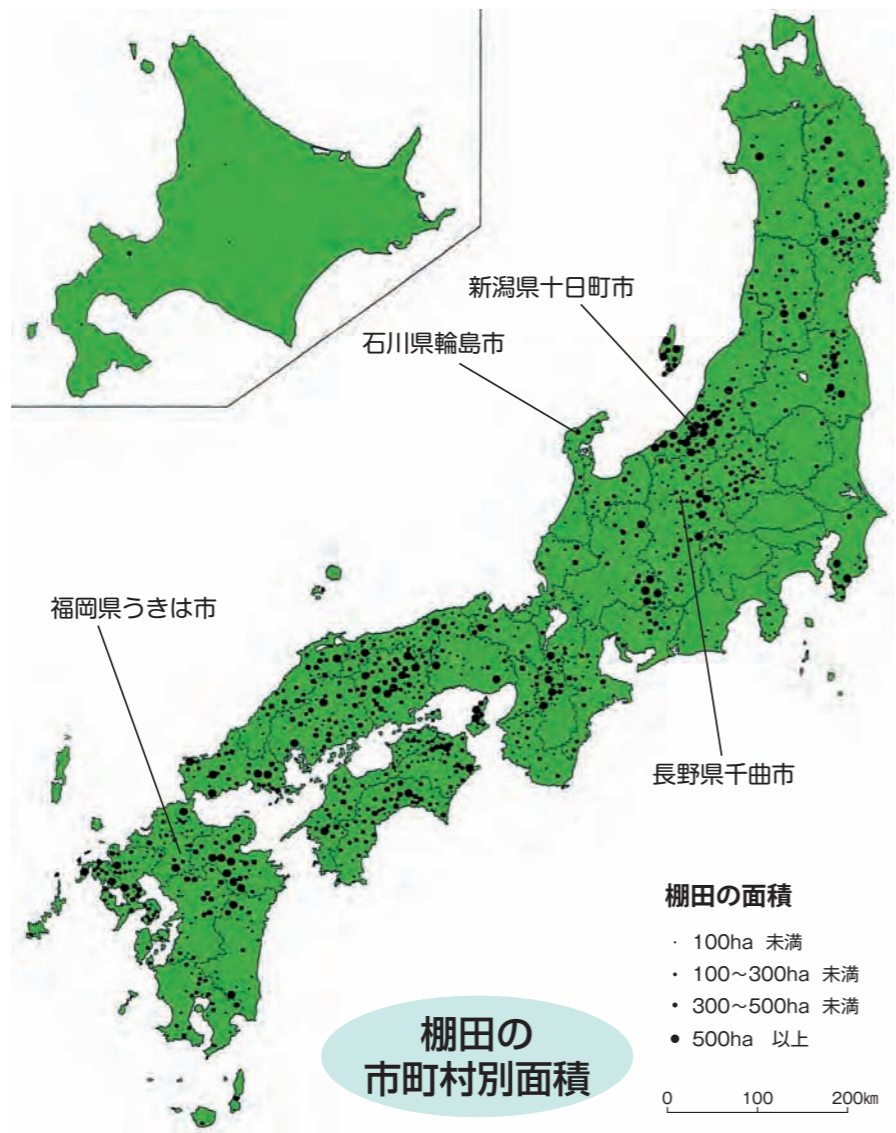 新潟県十日町市
石川県輪島市
福岡県うきは市
長野県千曲市
棚田の面積
100ha 未満
100〜300ha 未満
300〜500ha 未満
500ha 以上
棚田の
市町村別面積
0 100 200km